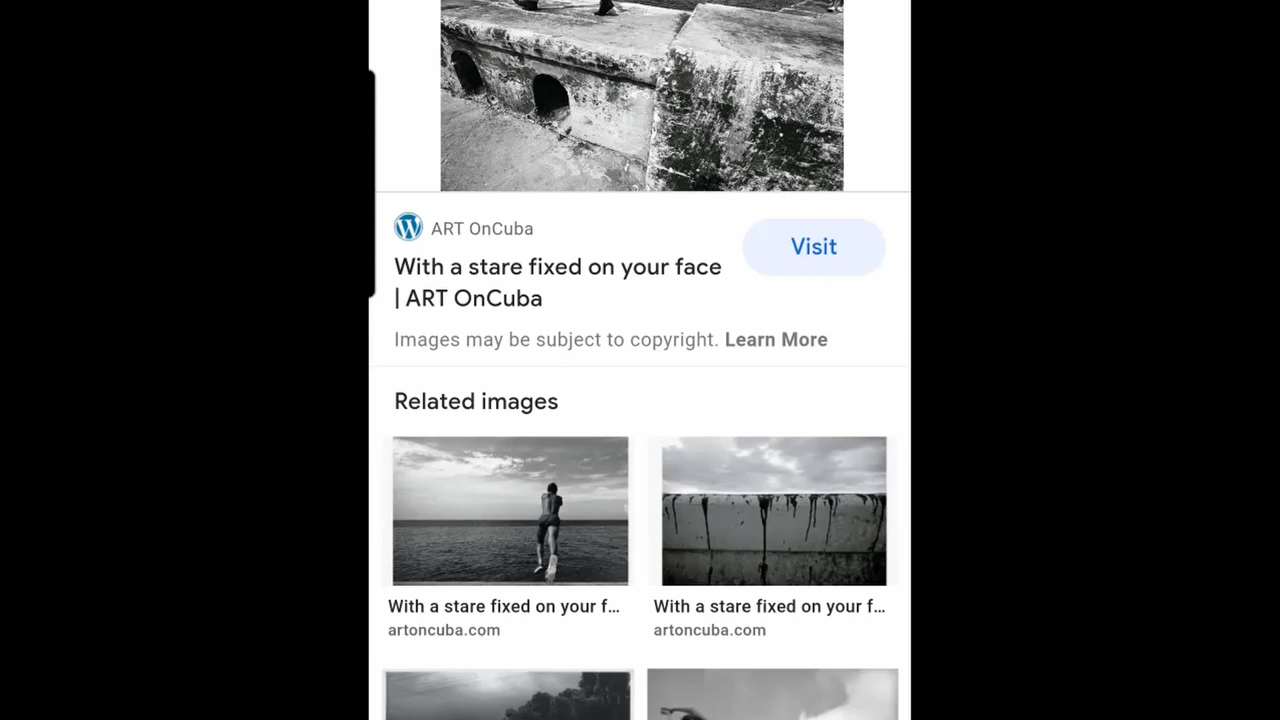 ART OnCuba
Visit
With a stare fixed on your face
| ART OnCuba
Images may be subject to copyright. Learn More
Related images
With a stare fixed on your f...
With a stare fixed on your f...
artoncuba.com
artoncuba.com